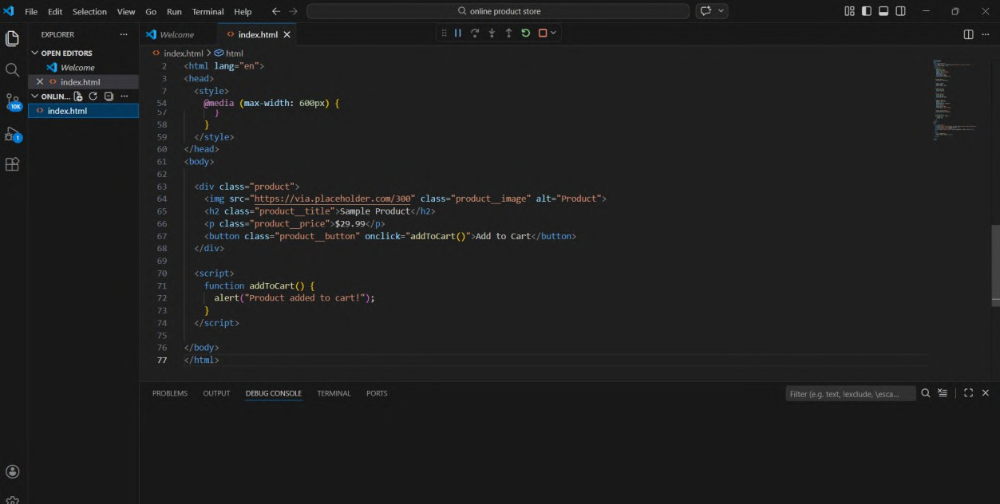 File Edit Selection View Go Run Terminal Help
online product store
EXPLORER
OPEN EDITORS
Welcome
index.html
ONLIN...
index.html
10K
1
Welcome
index.html
index.html > html
2 <html lang="en">
3 <head>
7 <style>
54 @media (max-width: 600px) {
57 }
58 }
59 </style>
60 </head>
61 <body>
62
63 <div class="product">
64 <img src="https://via.placeholder.com/300" class="product__image" alt="Product">
65 <h2 class="product__title">Sample Product</h2>
66 <p class="product__price">$29.99</p>
67 <button class="product__button" onclick="addToCart()">Add to Cart</button>
68 </div>
69
70 <script>
71 function addToCart() {
72 alert("Product added to cart!");
73 }
74 </script>
75
76 </body>
77 </html>
PROBLEMS OUTPUT DEBUG CONSOLE TERMINAL PORTS
Filter (e.g. text, !exclude, \esca...